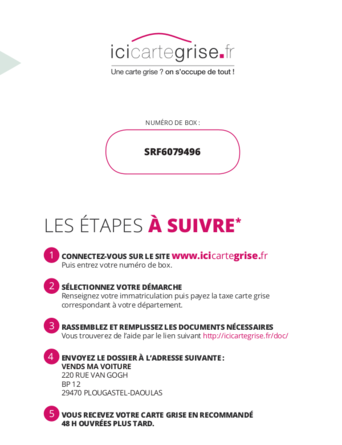 icicartegrise.fr
Une carte grise ? on s'occupe de tout !
NUMÉRO DE BOX :
SRF6079496
LES ÉTAPES À SUIVRE*
1 CONNECTEZ-VOUS SUR LE SITE www.icicartegrise.fr
Puis entrez votre numéro de box.
2 SÉLECTIONNEZ VOTRE DÉMARCHE
Renseignez votre immatriculation puis payez la taxe carte grise
correspondant à votre département.
3 RASSEMBLEZ ET REMPLISSEZ LES DOCUMENTS NÉCESSAIRES
Vous trouverez de l'aide par le lien suivant http://icicartegrise.fr/doc/
4 ENVOYEZ LE DOSSIER À L'ADRESSE SUIVANTE :
VENDS MA VOITURE
220 RUE VAN GOGH
BP 12
29470 PLOUGASTEL-DAOULAS
5 VOUS RECEVEZ VOTRE CARTE GRISE EN RECOMMANDÉ
48 H OUVRÉES PLUS TARD.